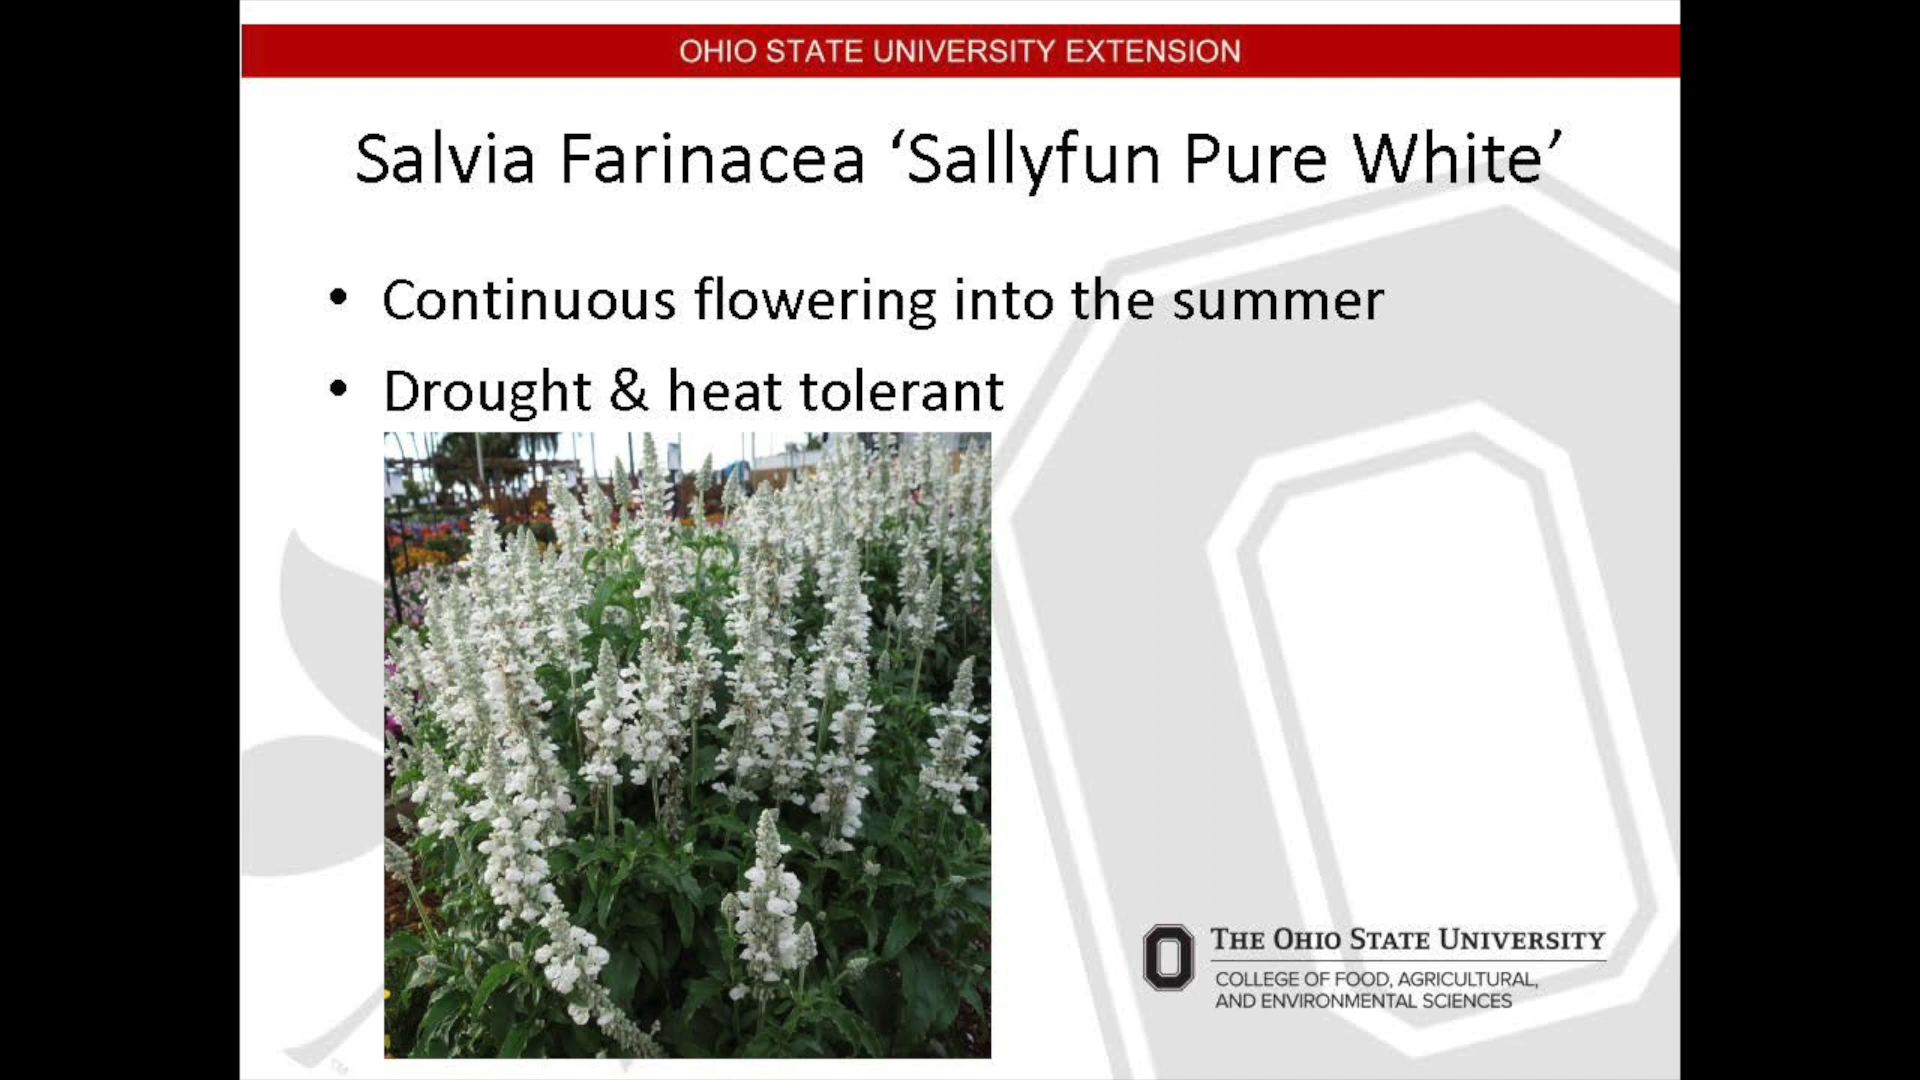 OHIO STATE UNIVERSITY EXTENSION
Salvia Farinacea ‘Sallyfun Pure White’
• Continuous flowering into the summer
• Drought & heat tolerant
THE OHIO STATE UNIVERSITY
COLLEGE OF FOOD, AGRICULTURAL,
AND ENVIRONMENTAL SCIENCES
TM